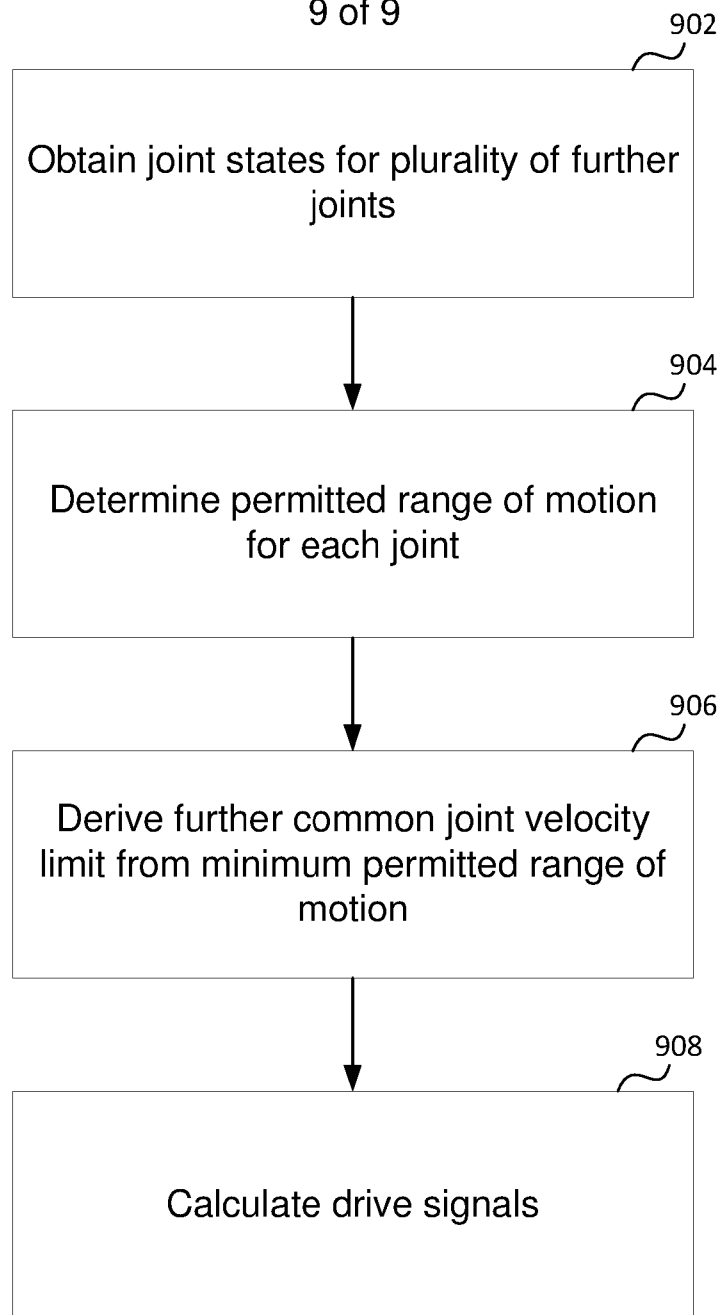 9 of 9
902
Obtain joint states for plurality of further
joints
904
Determine permitted range of motion
for each joint
906
Derive further common joint velocity
limit from minimum permitted range of
motion
908
Calculate drive signals